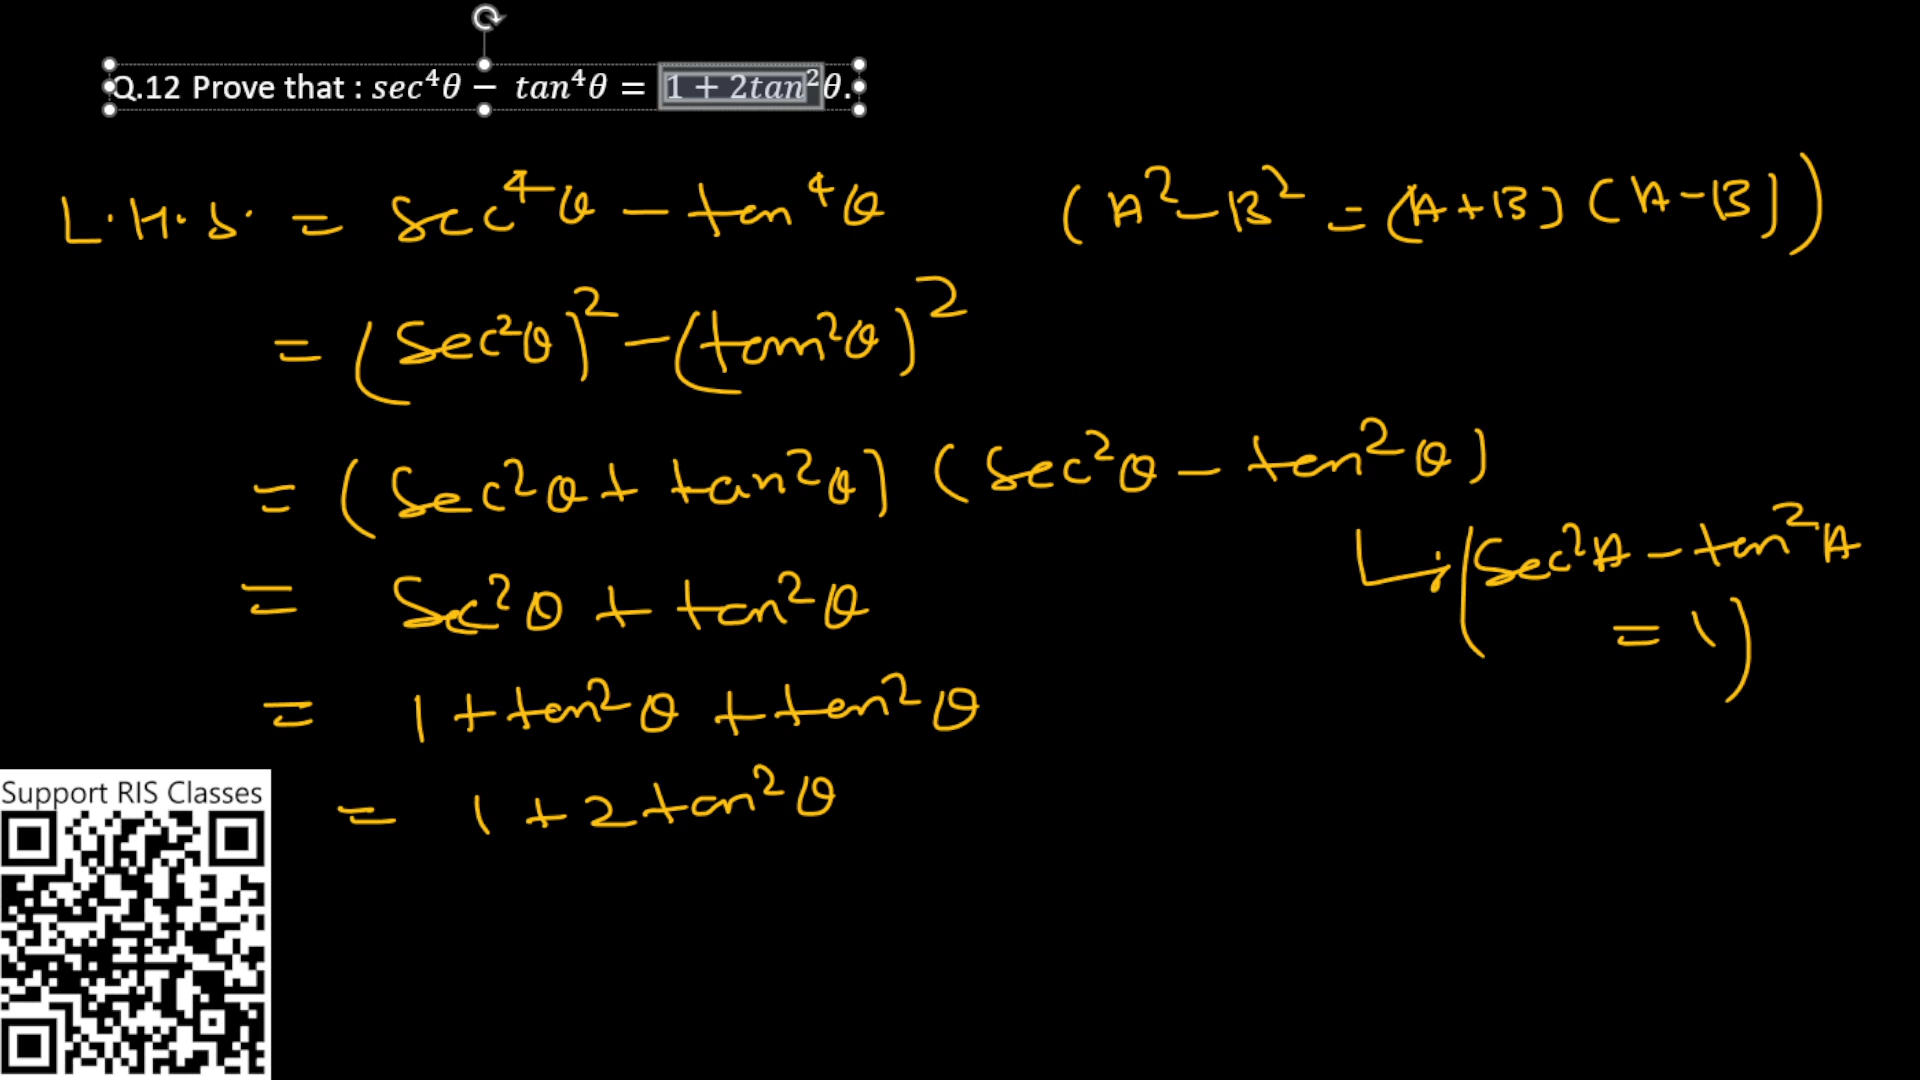 Q.12 Prove that : sec⁴θ − tan⁴θ = 1 + 2tan²θ.
L.H.S. = Sec⁴θ − tan⁴θ (A² − B² = (A + B) (A − B))
= (Sec²θ)² − (tan²θ)²
= (Sec²θ + tan²θ) (Sec²θ − tan²θ)
(Sec²A − tan²A
= 1)
= Sec²θ + tan²θ
= 1 + tan²θ + tan²θ
= 1 + 2tan²θ
Support RIS Classes